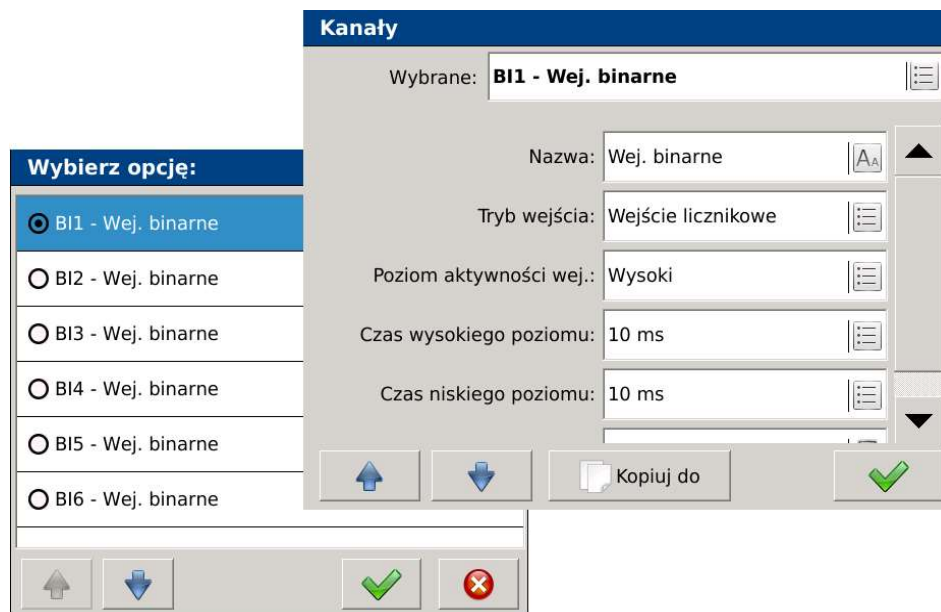 Kanały
Wybrane: BI1 - Wej. binarne
Nazwa: Wej. binarne
Tryb wejścia: Wejście licznikowe
Poziom aktywności wej.: Wysoki
Czas wysokiego poziomu: 10 ms
Czas niskiego poziomu: 10 ms
Kopiuj do
Wybierz opcję:
BI1 - Wej. binarne
BI2 - Wej. binarne
BI3 - Wej. binarne
BI4 - Wej. binarne
BI5 - Wej. binarne
BI6 - Wej. binarne